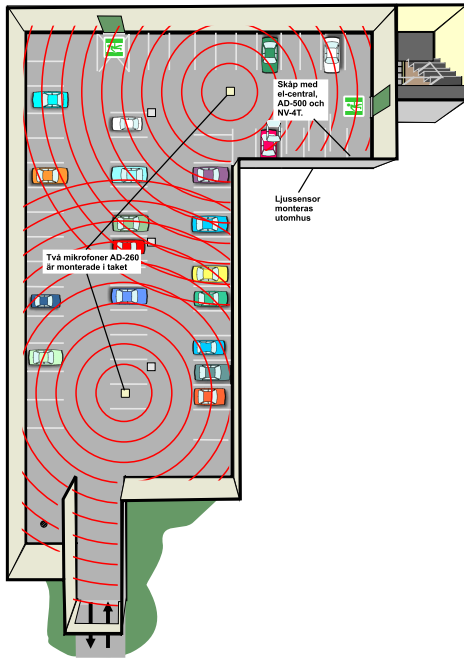 Skåp med
el-central,
AD-500 och
NV-4T.
Ljussensor
monteras
utomhus
Två mikrofoner AD-260
är monterade i taket